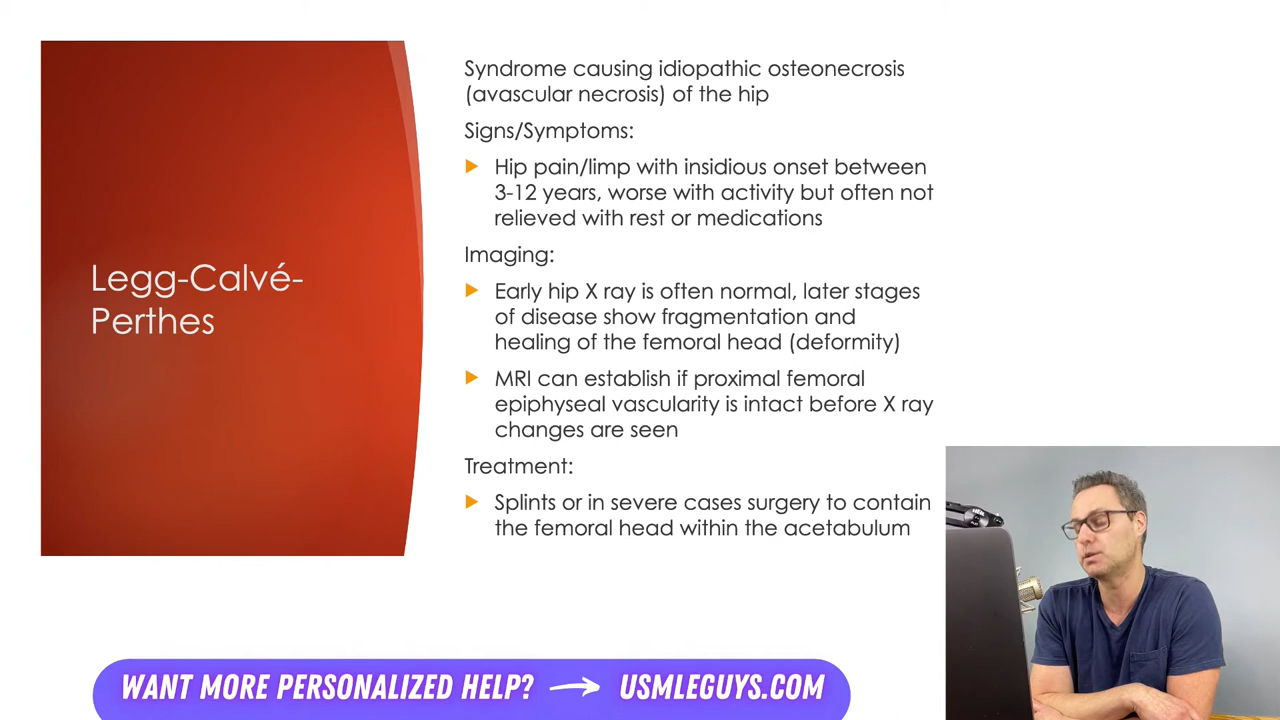 Legg-Calvé-
Perthes
Syndrome causing idiopathic osteonecrosis
(avascular necrosis) of the hip
Signs/Symptoms:
Hip pain/limp with insidious onset between
3-12 years, worse with activity but often not
relieved with rest or medications
Imaging:
Early hip X ray is often normal, later stages
of disease show fragmentation and
healing of the femoral head (deformity)
MRI can establish if proximal femoral
epiphyseal vascularity is intact before X ray
changes are seen
Treatment:
Splints or in severe cases surgery to contain
the femoral head within the acetabulum
WANT MORE PERSONALIZED HELP? → USMLEGUYS.COM